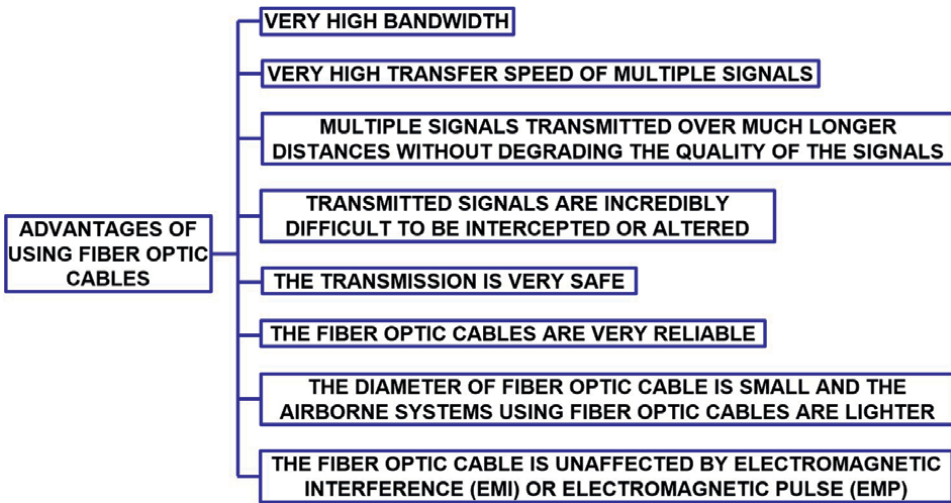 VERY HIGH BANDWIDTH
VERY HIGH TRANSFER SPEED OF MULTIPLE SIGNALS
MULTIPLE SIGNALS TRANSMITTED OVER MUCH LONGER
DISTANCES WITHOUT DEGRADING THE QUALITY OF THE SIGNALS
TRANSMITTED SIGNALS ARE INCREDIBLY
DIFFICULT TO BE INTERCEPTED OR ALTERED
ADVANTAGES OF
USING FIBER OPTIC
CABLES
THE TRANSMISSION IS VERY SAFE
THE FIBER OPTIC CABLES ARE VERY RELIABLE
THE DIAMETER OF FIBER OPTIC CABLE IS SMALL AND THE
AIRBORNE SYSTEMS USING FIBER OPTIC CABLES ARE LIGHTER
THE FIBER OPTIC CABLE IS UNAFFECTED BY ELECTROMAGNETIC
INTERFERENCE (EMI) OR ELECTROMAGNETIC PULSE (EMP)